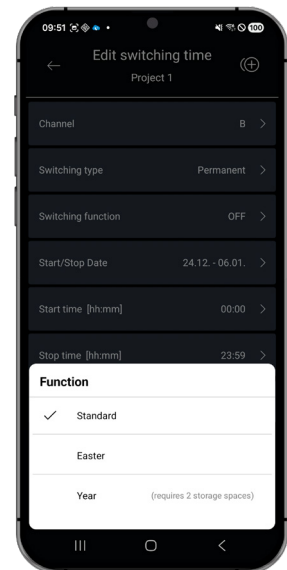 09:51
100
Edit switching time
Project 1
Channel B
Switching type Permanent
Switching function OFF
Start/Stop Date 24.12. - 06.01.
Start time [hh:mm] 00:00
Stop time [hh:mm] 23:59
Function
Standard
Easter
Year (requires 2 storage spaces)